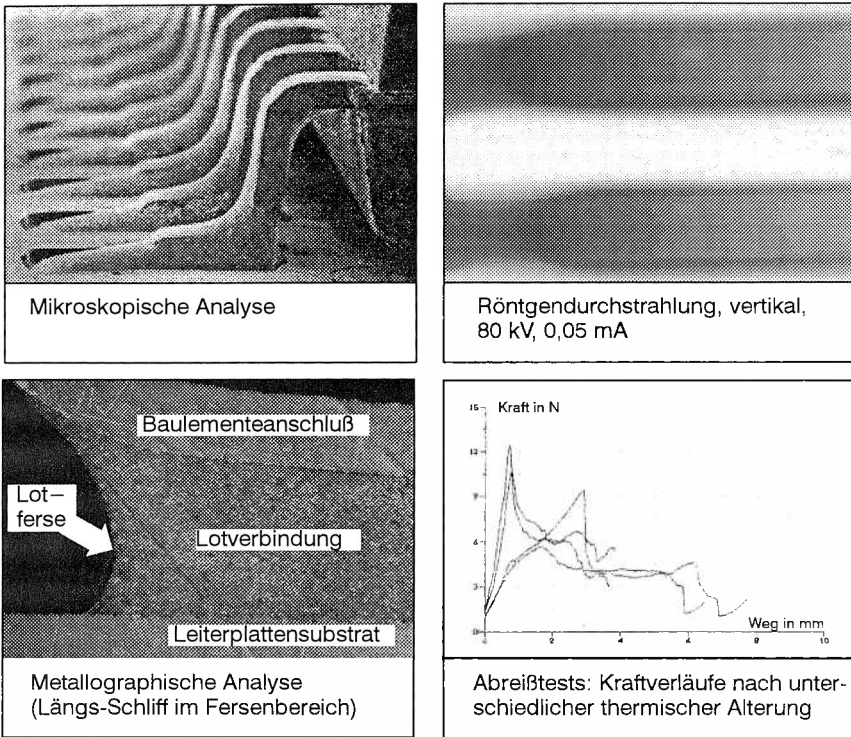 Mikroskopische Analyse
Röntgendurchstrahlung, vertikal,
80 kV, 0,05 mA
Baulementeanschluß
Lot–
ferse
Lotverbindung
Leiterplattensubstrat
Metallographische Analyse
(Längs-Schliff im Fersenbereich)
Kraft in N
15
12
9
6
3
0
Weg in mm
0 2 4 6 8 10
Abreißtests: Kraftverläufe nach unter-
schiedlicher thermischer Alterung